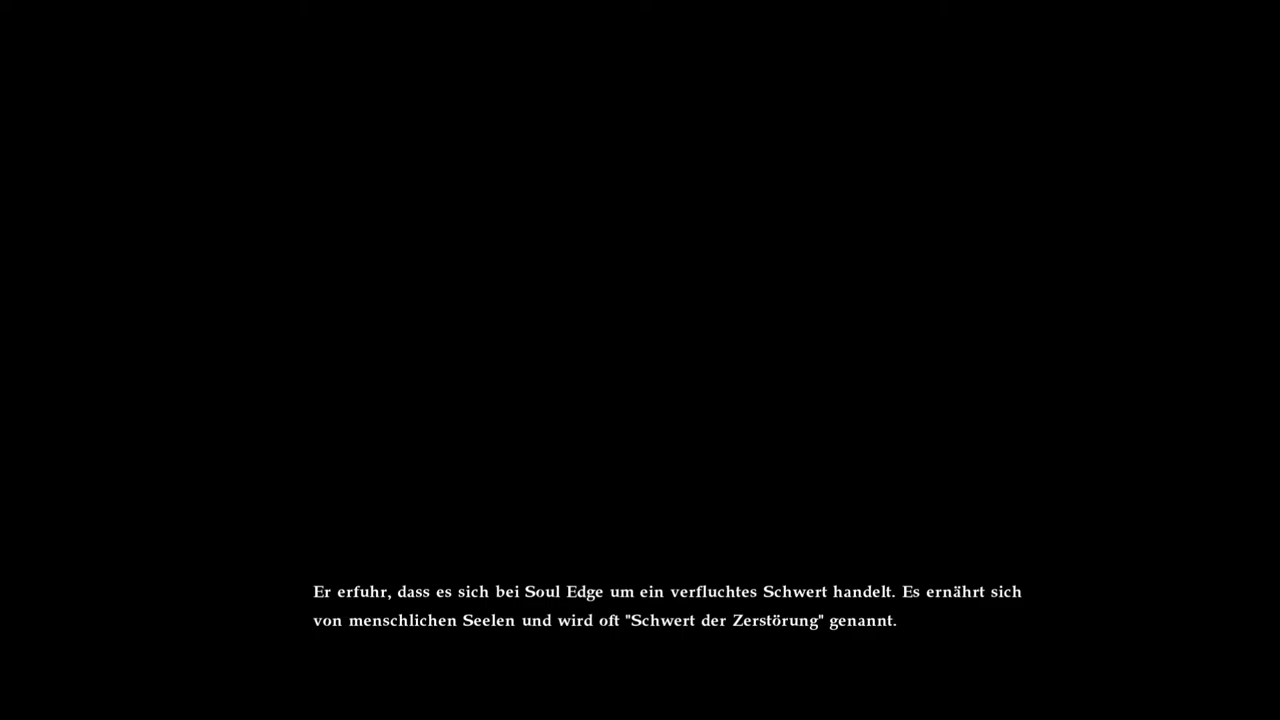 Er erfuhr, dass es sich bei Soul Edge um ein verfluchtes Schwert handelt. Es ernährt sich
von menschlichen Seelen und wird oft "Schwert der Zerstörung" genannt.